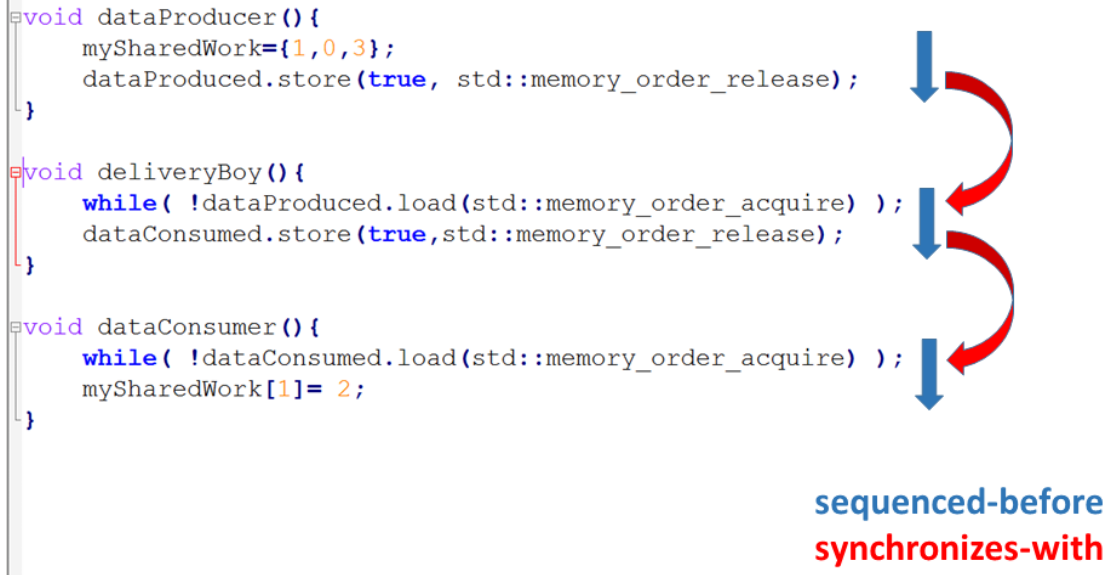 void dataProducer(){
    mySharedWork={1,0,3};
    dataProduced.store(true, std::memory_order_release);
}
void deliveryBoy(){
    while( !dataProduced.load(std::memory_order_acquire) );
    dataConsumed.store(true,std::memory_order_release);
}
void dataConsumer(){
    while( !dataConsumed.load(std::memory_order_acquire) );
    mySharedWork[1]= 2;
}
sequenced-before
synchronizes-with